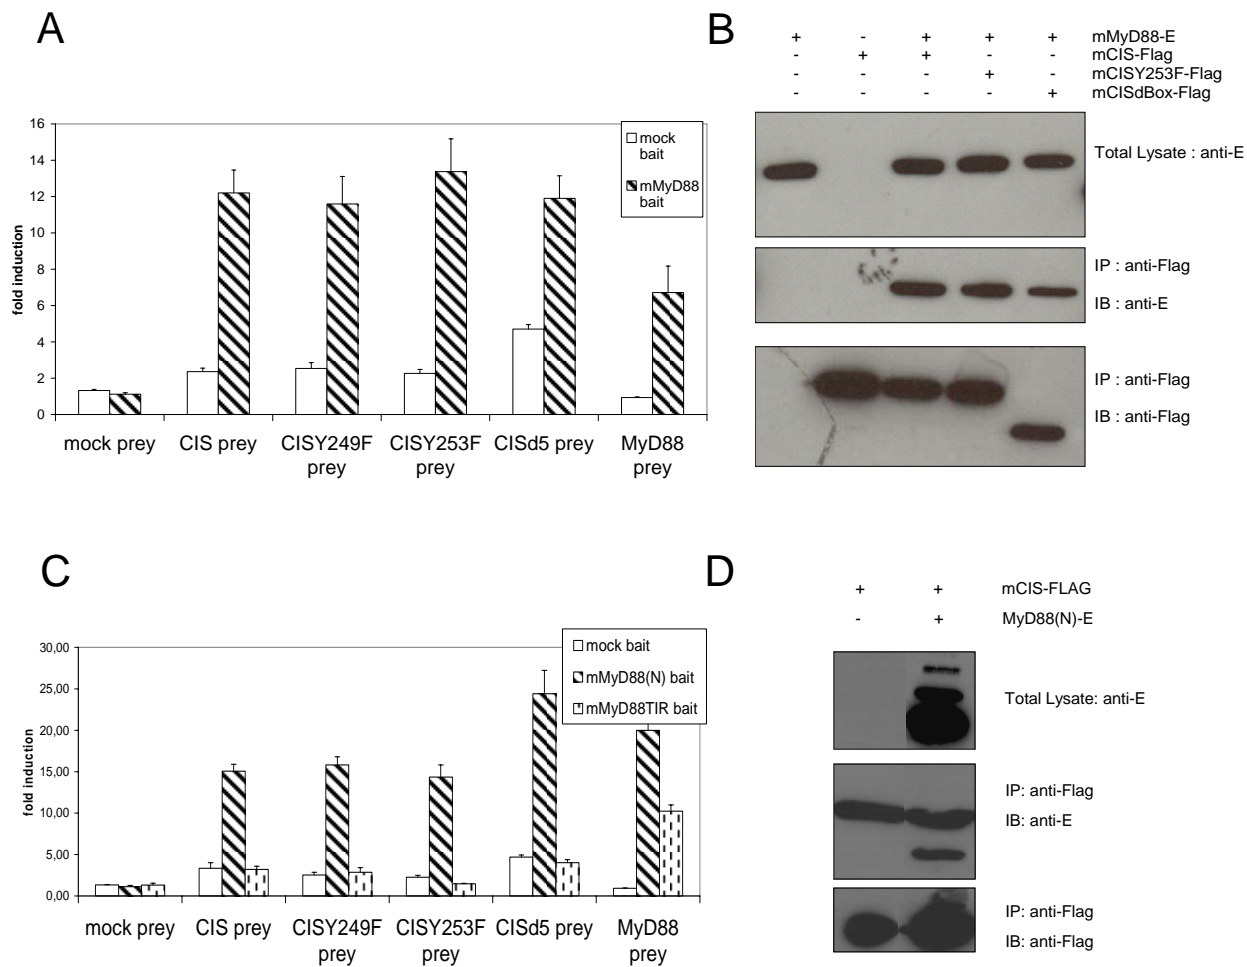 A
16
14
12
10
8
6
4
2
0
fold induction
mock
bait
mMyD88
bait
mock prey
CIS prey
CISY249F
prey
CISY253F
prey
CISd5 prey
MyD88
prey
B
+ - + + + mMyD88-E
- + + - - mCIS-Flag
- - - + - mCISY253F-Flag
- - - - + mCISdBox-Flag
Total Lysate : anti-E
IP : anti-Flag
IB : anti-E
IP : anti-Flag
IB : anti-Flag
C
30,00
25,00
20,00
15,00
10,00
5,00
0,00
fold induction
mock bait
mMyD88(N) bait
mMyD88TIR bait
mock prey
CIS prey
CISY249F
prey
CISY253F
prey
CISd5 prey
MyD88
prey
D
+ + mCIS-FLAG
- + MyD88(N)-E
Total Lysate: anti-E
IP: anti-Flag
IB: anti-E
IP: anti-Flag
IB: anti-Flag